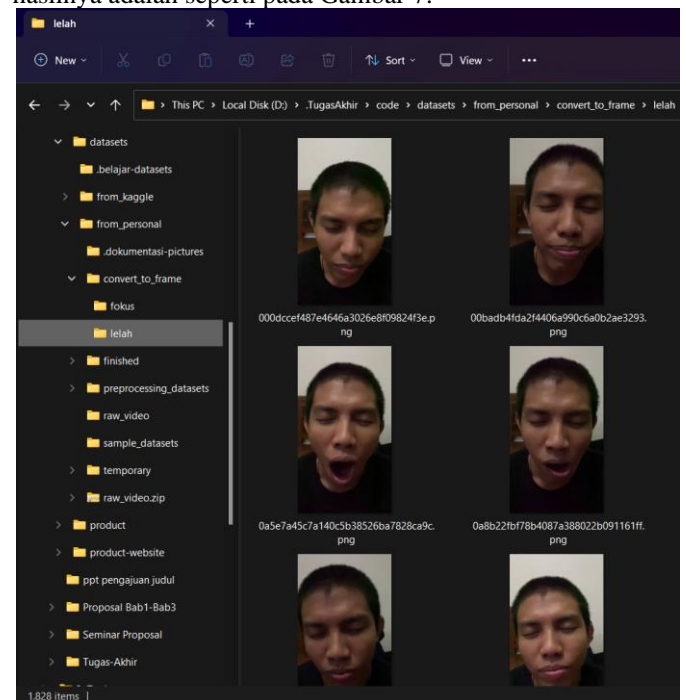 hasilnya adalah seperti pada Gambar 7.
lelah
New
Sort
View
This PC > Local Disk (D:) > .TugasAkhir > code > datasets > from_personal > convert_to_frame > lelah
datasets
.belajar-datasets
from_kaggle
from_personal
.dokumentasi-pictures
convert_to_frame
fokus
lelah
finished
preprocessing_datasets
raw_video
sample_datasets
temporary
raw_video.zip
product
product-website
ppt pengajuan judul
Proposal Bab1-Bab3
Seminar Proposal
Tugas-Akhir
1.828 items
000dccef487e4646a3026e8f09824f3e.p
ng
00badb4fda2f4406a990c6a0b2ae3293.
png
0a5e7a45c7a140c5b38526ba7828ca9c.
png
0a8b22fbf78b4087a388022b091161ff.
png